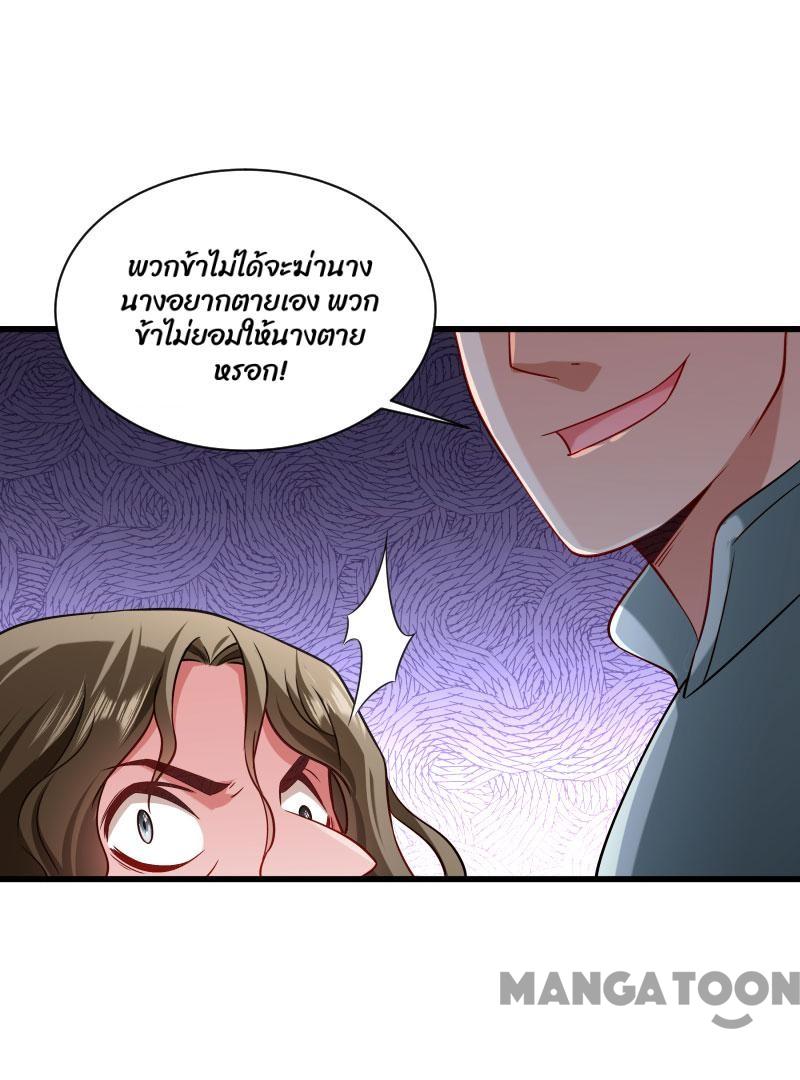 พวกข้าไม่ได้จะฆ่านาง
นางอยากตายเอง พวก
ข้าไม่ยอมให้นางตาย
หรอก!
MANGATOON